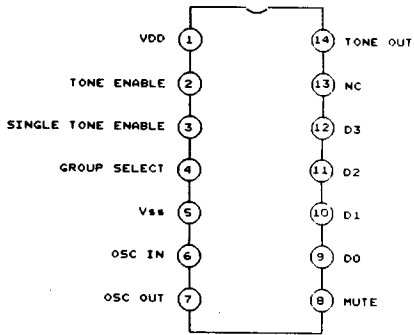 VDD 1 14 TONE OUT
TONE ENABLE 2 13 NC
SINGLE TONE ENABLE 3 12 D3
GROUP SELECT 4 11 D2
Vss 5 10 D1
OSC IN 6 9 D0
OSC OUT 7 8 MUTE